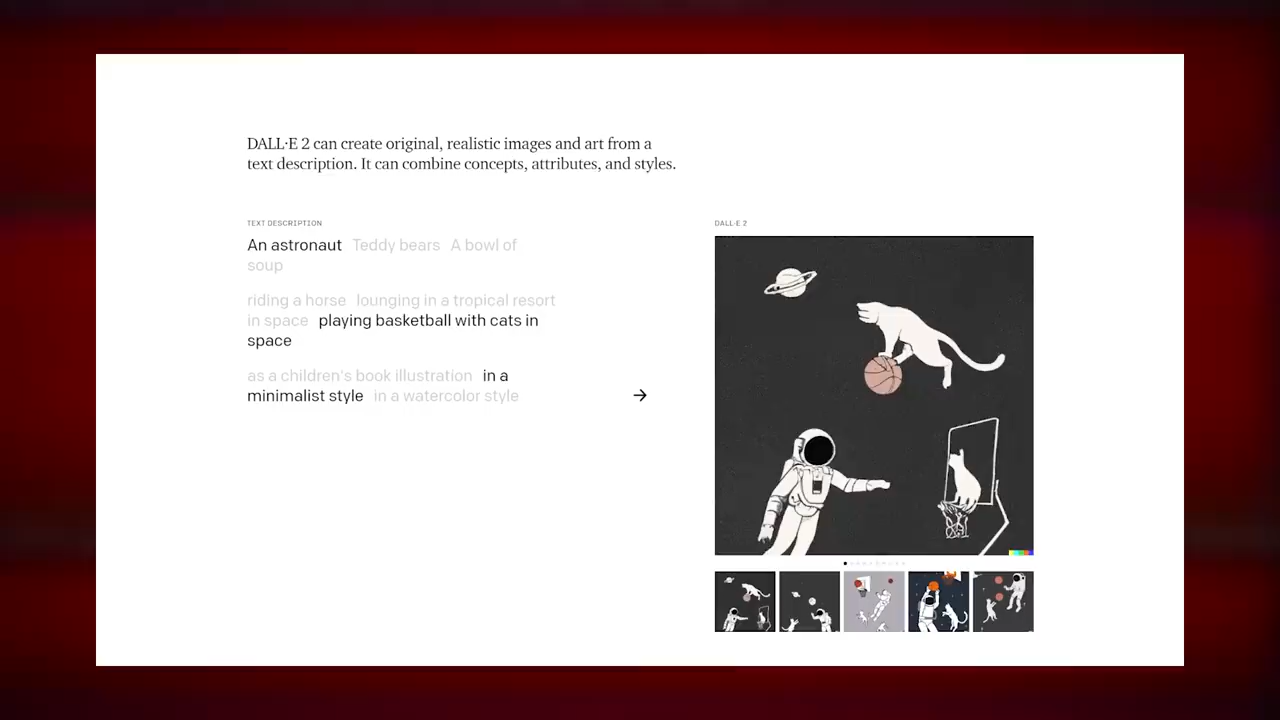 DALL·E 2 can create original, realistic images and art from a
text description. It can combine concepts, attributes, and styles.
TEXT DESCRIPTION
An astronaut Teddy bears A bowl of
soup
riding a horse lounging in a tropical resort
in space playing basketball with cats in
space
as a children's book illustration in a
minimalist style in a watercolor style
→
DALL·E 2